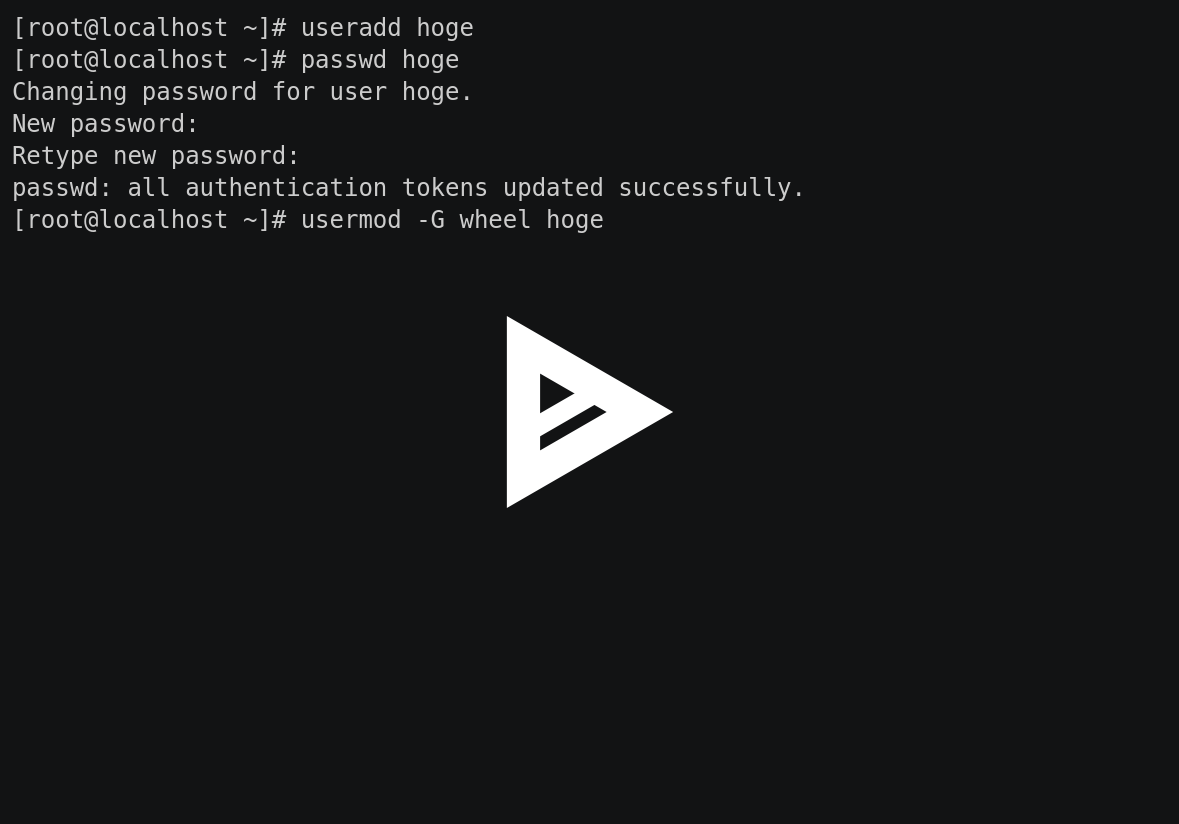 [root@localhost ~]# useradd hoge
[root@localhost ~]# passwd hoge
Changing password for user hoge.
New password:
Retype new password:
passwd: all authentication tokens updated successfully.
[root@localhost ~]# usermod -G wheel hoge